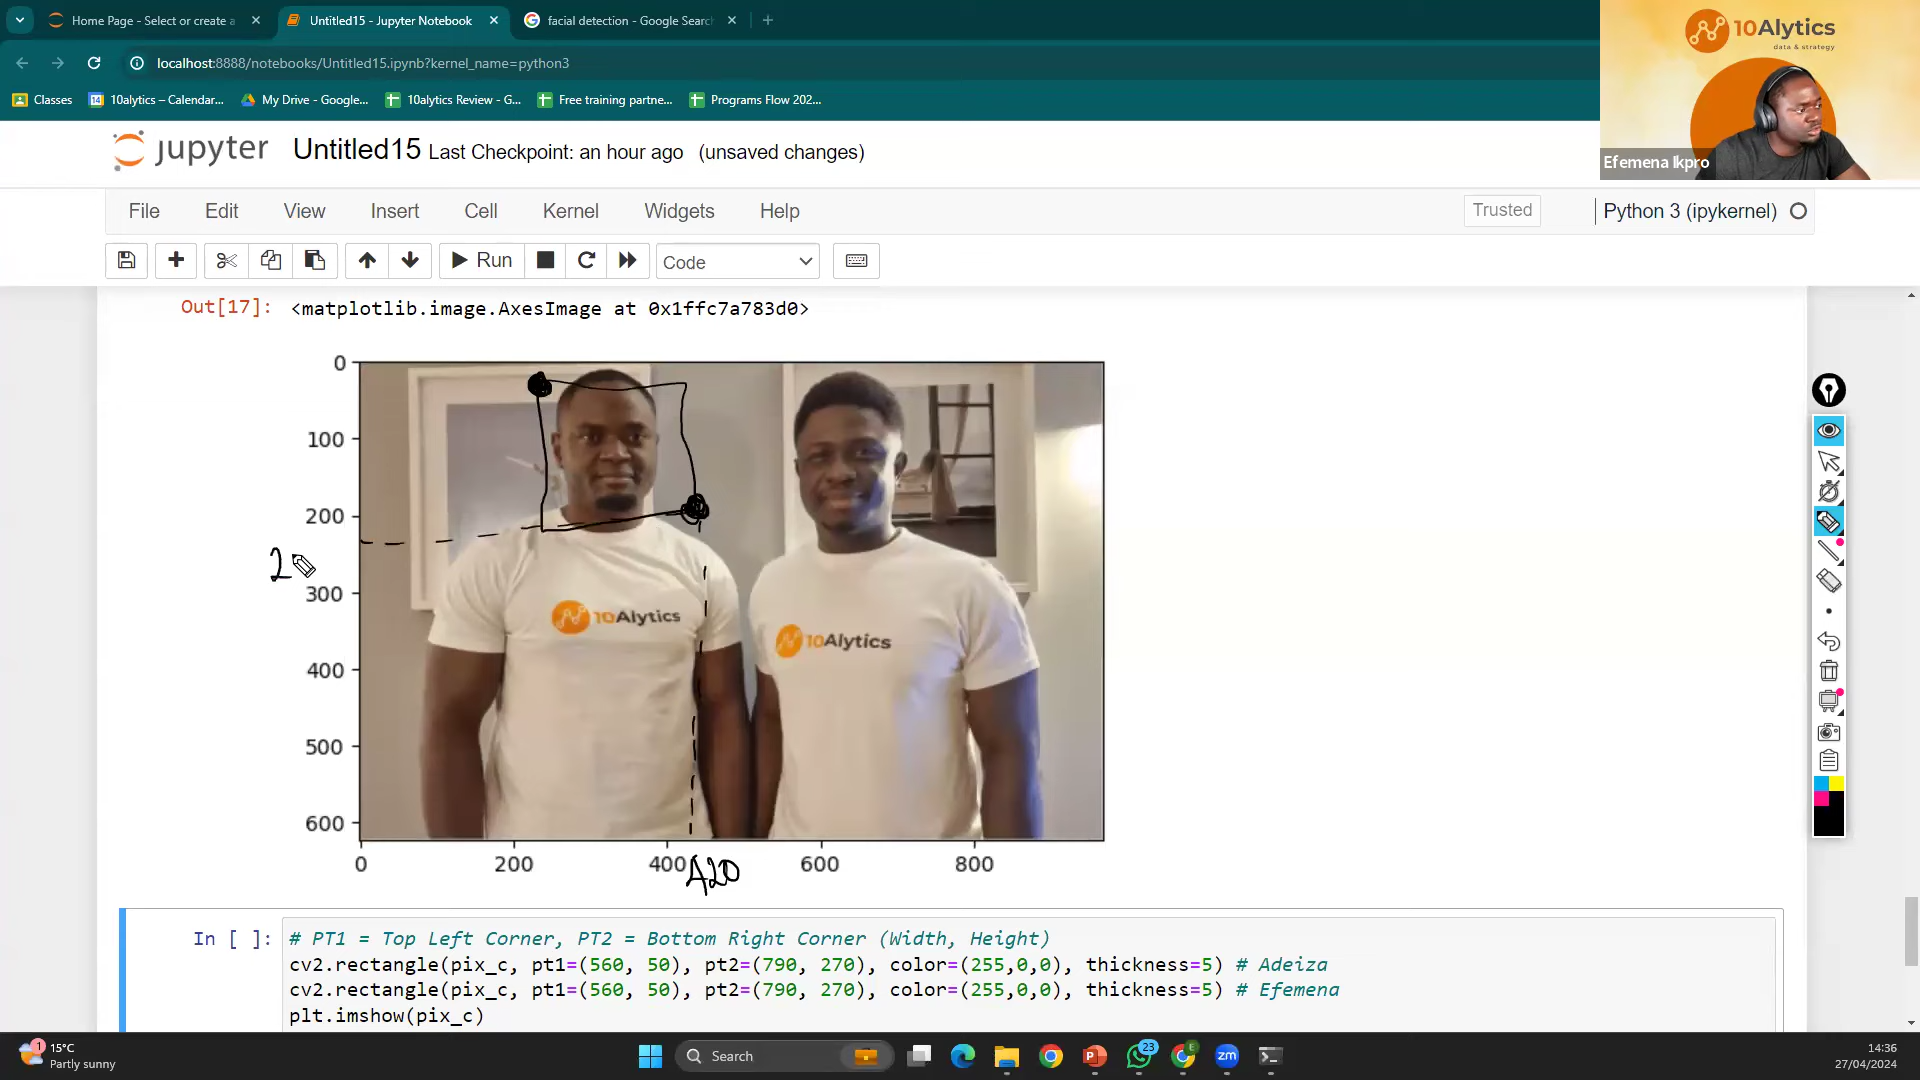 Home Page - Select or create a
Untitled15 - Jupyter Notebook
facial detection - Google Search
localhost:8888/notebooks/Untitled15.ipynb?kernel_name=python3
Classes
10alytics – Calendar...
My Drive - Google...
10alytics Review - G...
Free training partne...
Programs Flow 202...
10Alytics
data & strategy
Efemena Ikpro
jupyter Untitled15 Last Checkpoint: an hour ago (unsaved changes)
File Edit View Insert Cell Kernel Widgets Help
Trusted
Python 3 (ipykernel)
Run
Code
Out[17]: <matplotlib.image.AxesImage at 0x1ffc7a783d0>
0
100
200
2
300
400
500
600
10Alytics
10Alytics
0 200 400 600 800
420
In [ ]: # PT1 = Top Left Corner, PT2 = Bottom Right Corner (Width, Height)
cv2.rectangle(pix_c, pt1=(560, 50), pt2=(790, 270), color=(255,0,0), thickness=5) # Adeiza
cv2.rectangle(pix_c, pt1=(560, 50), pt2=(790, 270), color=(255,0,0), thickness=5) # Efemena
plt.imshow(pix_c)
1
15°C
Partly sunny
Search
23
E
zm
14:36
27/04/2024